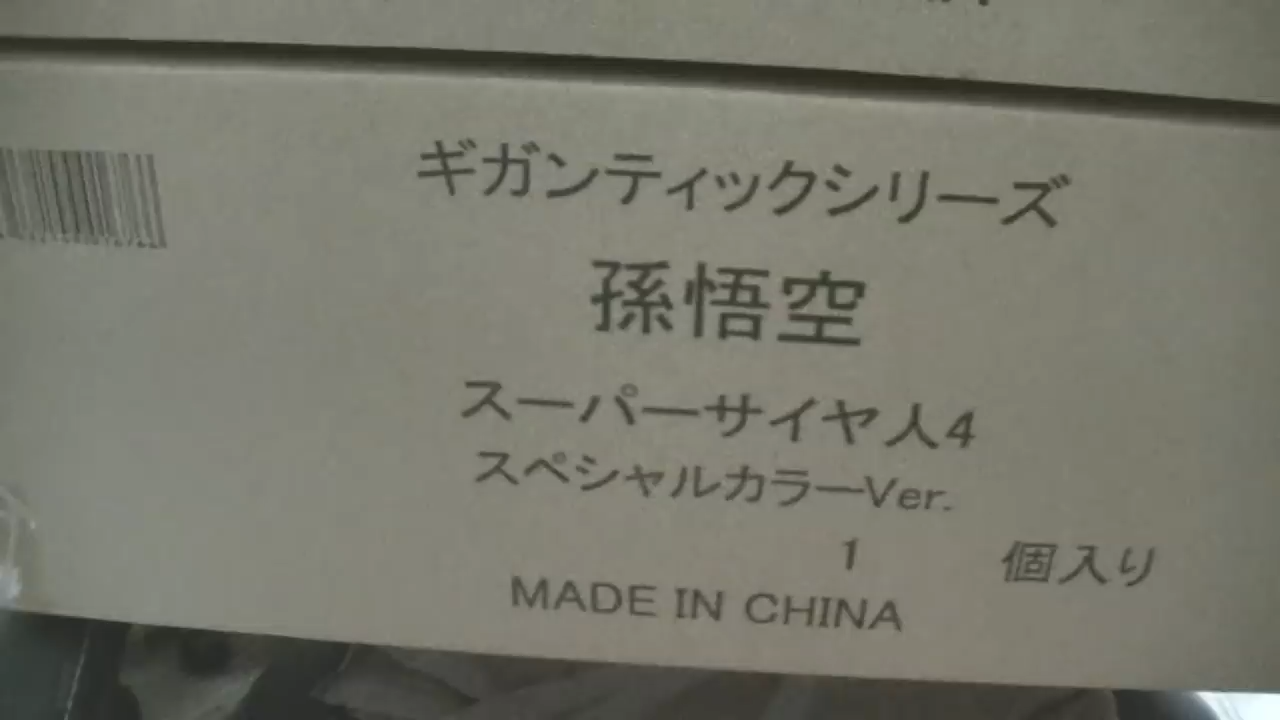 ギガンティックシリーズ
孫悟空
スーパーサイヤ人4
スペシャルカラーVer.
1 個入り
MADE IN CHINA